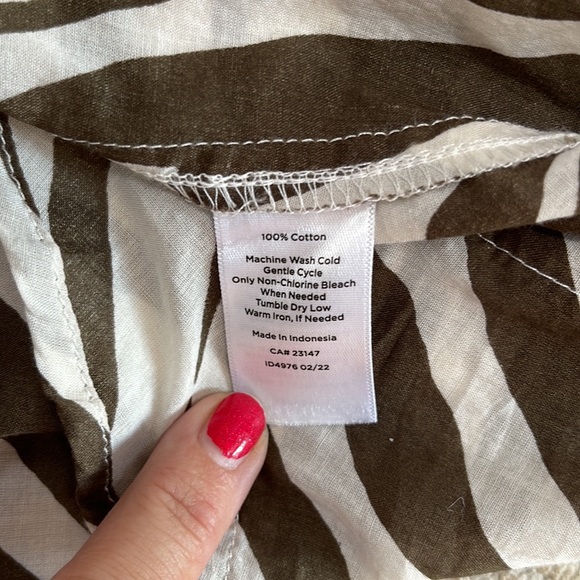 100% Cotton
Machine Wash Cold
Gentle Cycle
Only Non-Chlorine Bleach
When Needed
Tumble Dry Low
Warm Iron, If Needed
Made in Indonesia
CA# 23147
ID4976 02/22